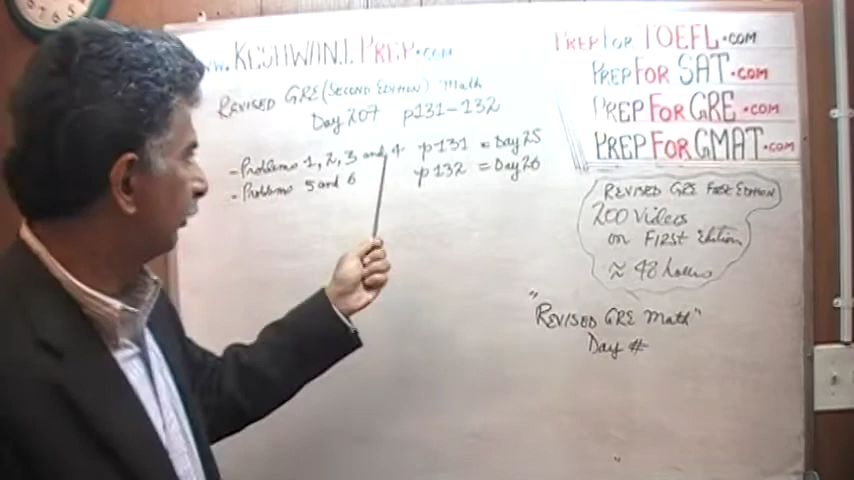 www.KESHWANI PREP.com
REVISED GRE (SECOND EDITION) Math
Day 207 p131-132
- Problems 1, 2, 3 and 4 p131 = Day 25
- Problems 5 and 6 p132 = Day 26
PREPFOR TOEFL.com
PREPFOR SAT.com
PREPFOR GRE.com
PREPFOR GMAT.com
REVISED GRE FIRST EDITION
200 Videos
on FIRST Edition
≈ 48 hours
"REVISED GRE Math"
Day #